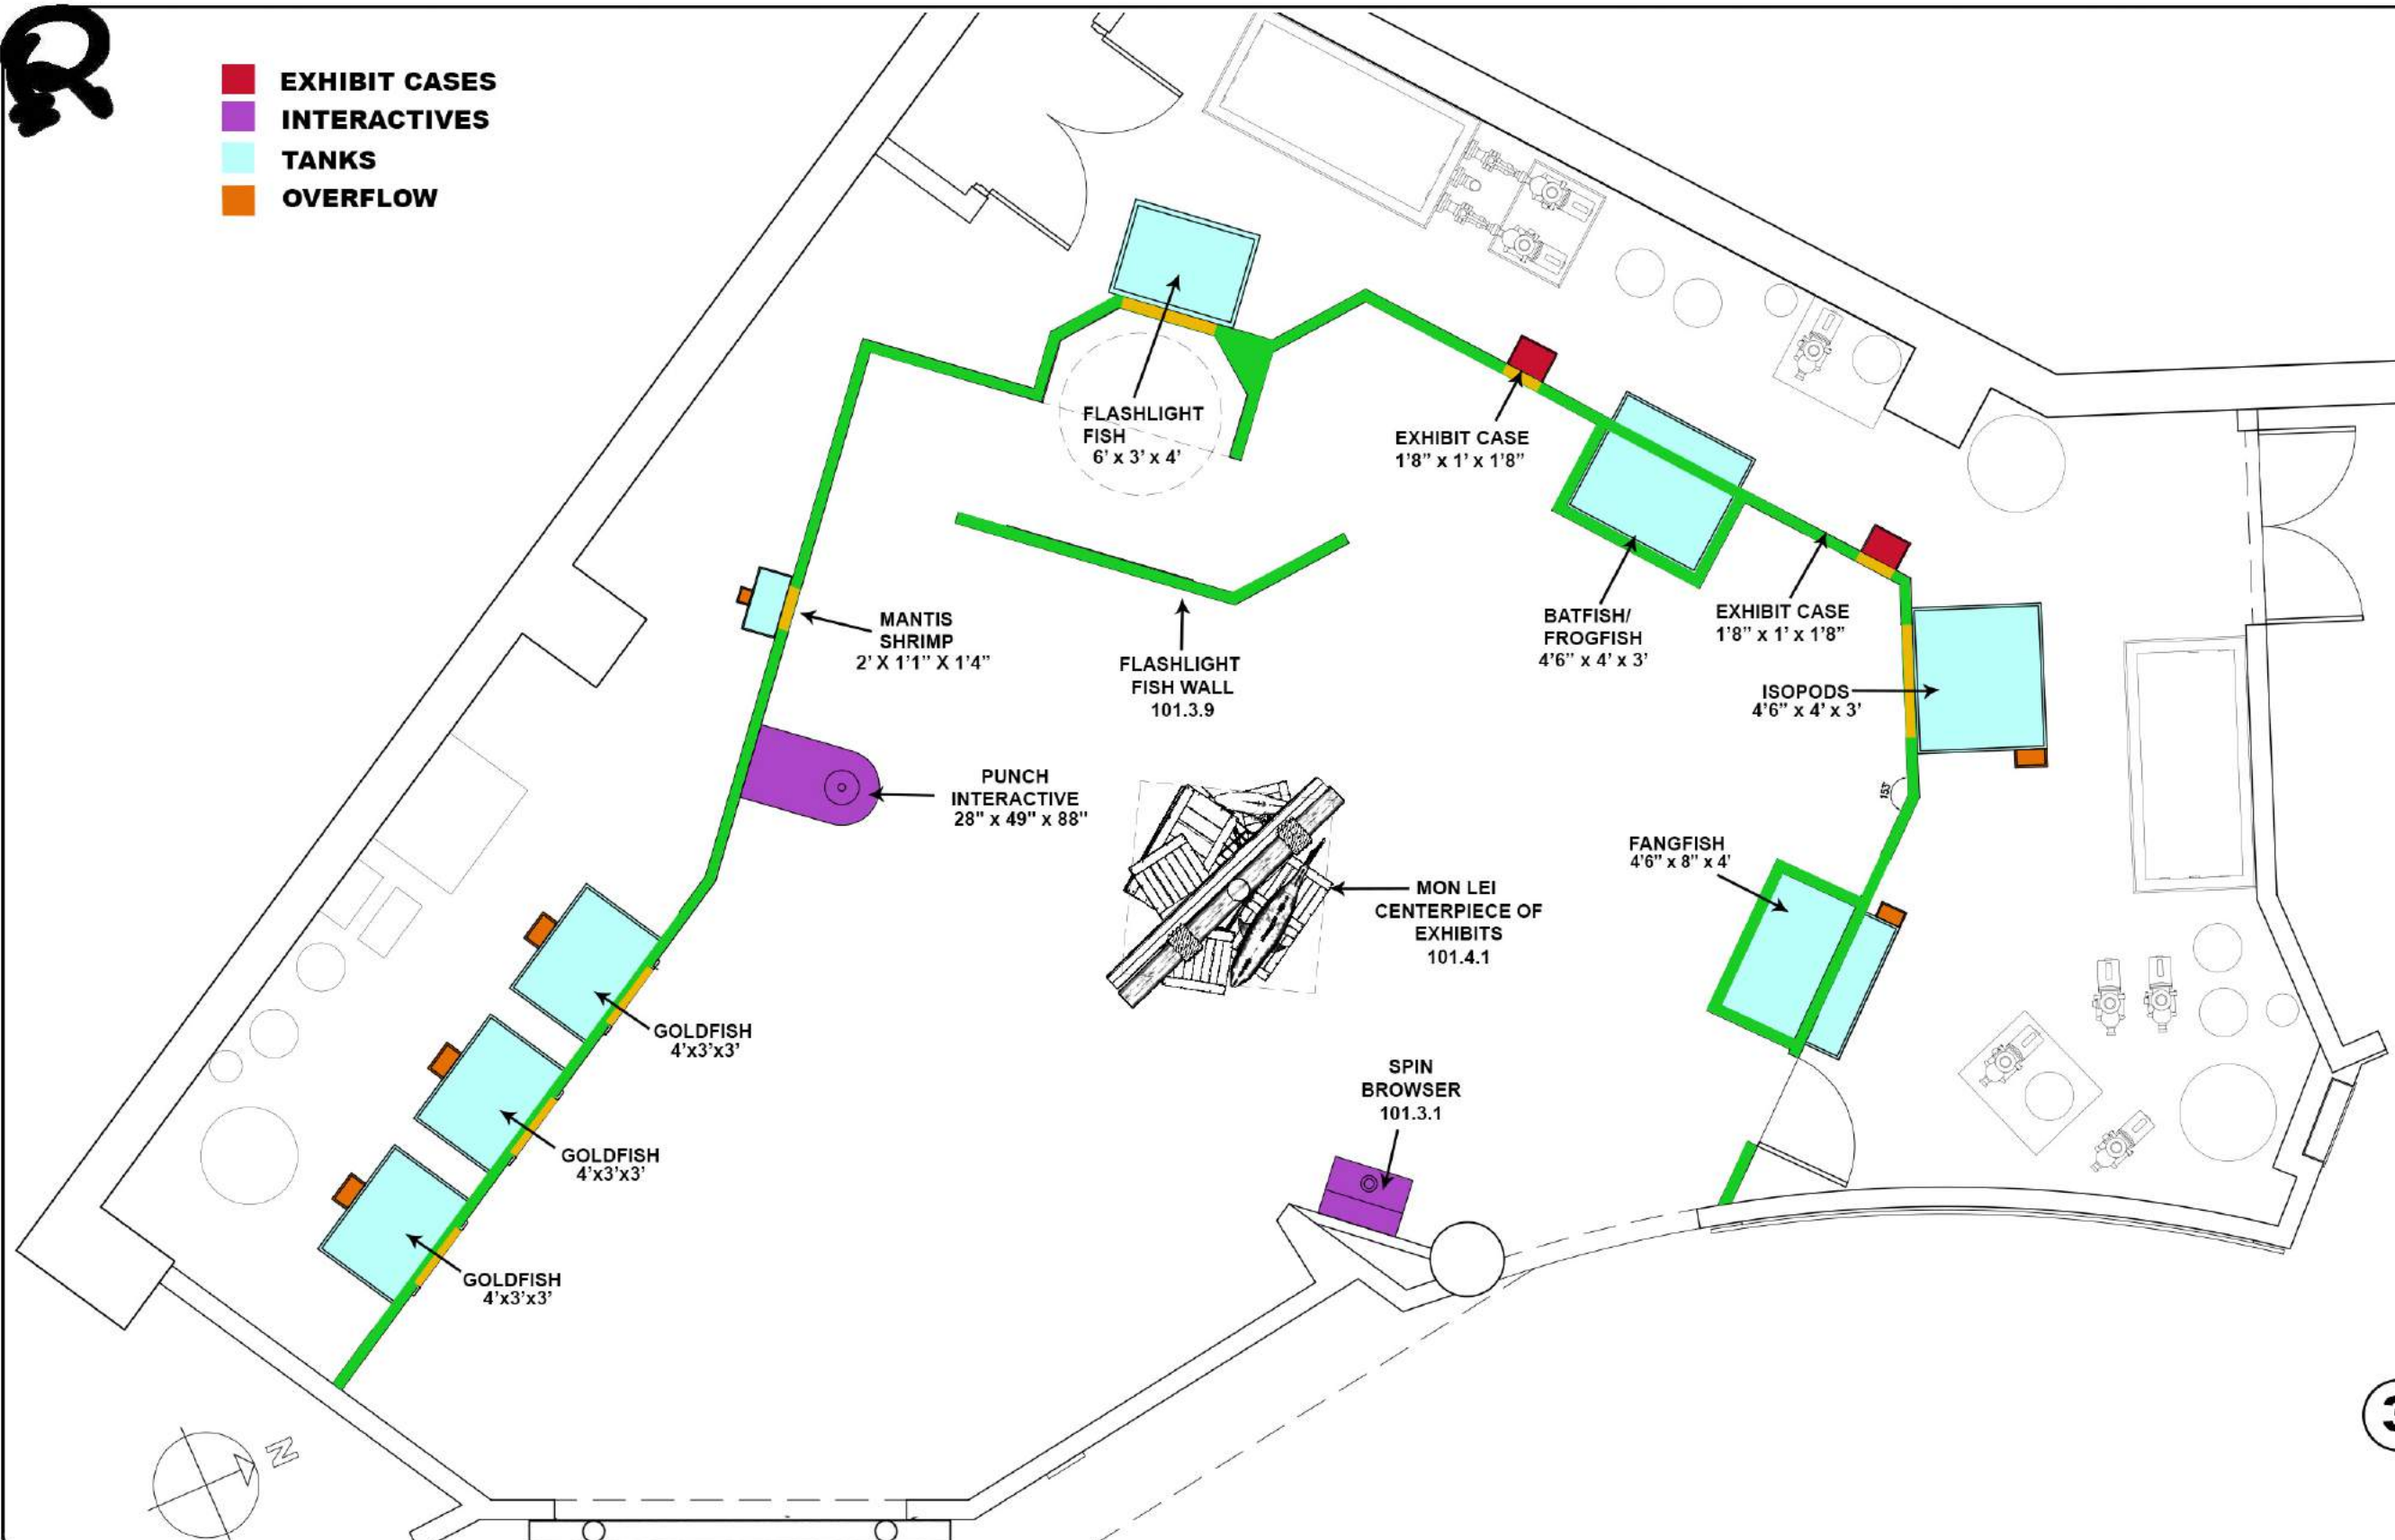 EXHIBIT CASES
INTERACTIVES
TANKS
OVERFLOW
FLASHLIGHT
FISH
6' x 3' x 4'
EXHIBIT CASE
1'8" x 1' x 1'8"
MANTIS
SHRIMP
2' X 1'1" X 1'4"
FLASHLIGHT
FISH WALL
101.3.9
BATFISH/
FROGFISH
4'6" x 4' x 3'
EXHIBIT CASE
1'8" x 1' x 1'8"
ISOPODS
4'6" x 4' x 3'
PUNCH
INTERACTIVE
28" x 49" x 88"
153°
FANGFISH
4'6" x 8" x 4'
MON LEI
CENTERPIECE OF
EXHIBITS
101.4.1
GOLDFISH
4'x3'x3'
SPIN
BROWSER
101.3.1
GOLDFISH
4'x3'x3'
GOLDFISH
4'x3'x3'
N